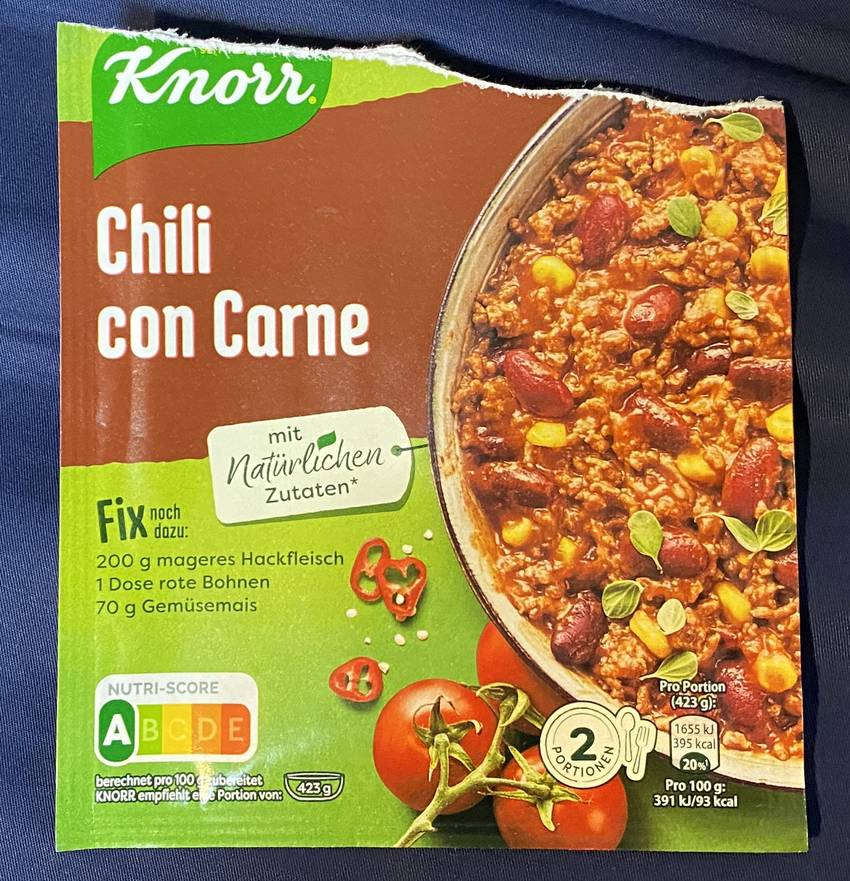 Knorr
Chili
con Carne
mit
Natürlichen
Zutaten*
Fix noch
dazu:
200 g mageres Hackfleisch
1 Dose rote Bohnen
70 g Gemüsemais
NUTRI-SCORE
A B C D E
berechnet pro 100 g zubereitet
KNORR empfiehlt eine Portion von: 423 g
2
PORTIONEN
Pro Portion
(423 g):
1655 kJ
395 kcal
20%
Pro 100 g:
391 kJ/93 kcal